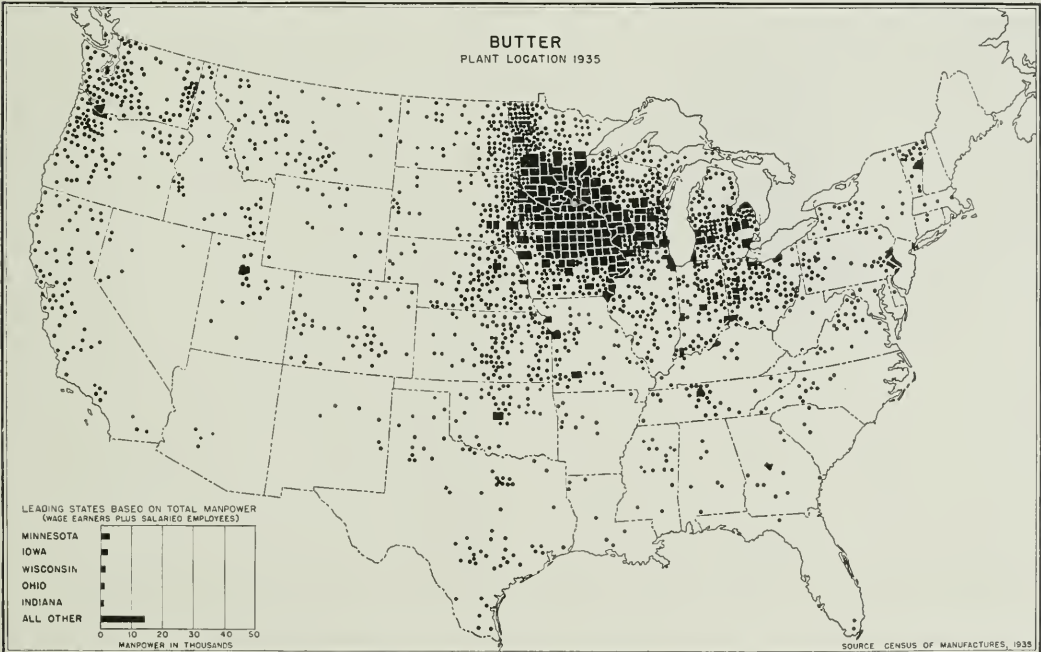 BUTTER
PLANT LOCATION 1935
LEADING STATES BASED ON TOTAL MANPOWER
(WAGE EARNERS PLUS SALARIED EMPLOYEES)
MINNESOTA
IOWA
WISCONSIN
OHIO
INDIANA
ALL OTHER
0 10 20 30 40 50
MANPOWER IN THOUSANDS
SOURCE CENSUS OF MANUFACTURES, 1935